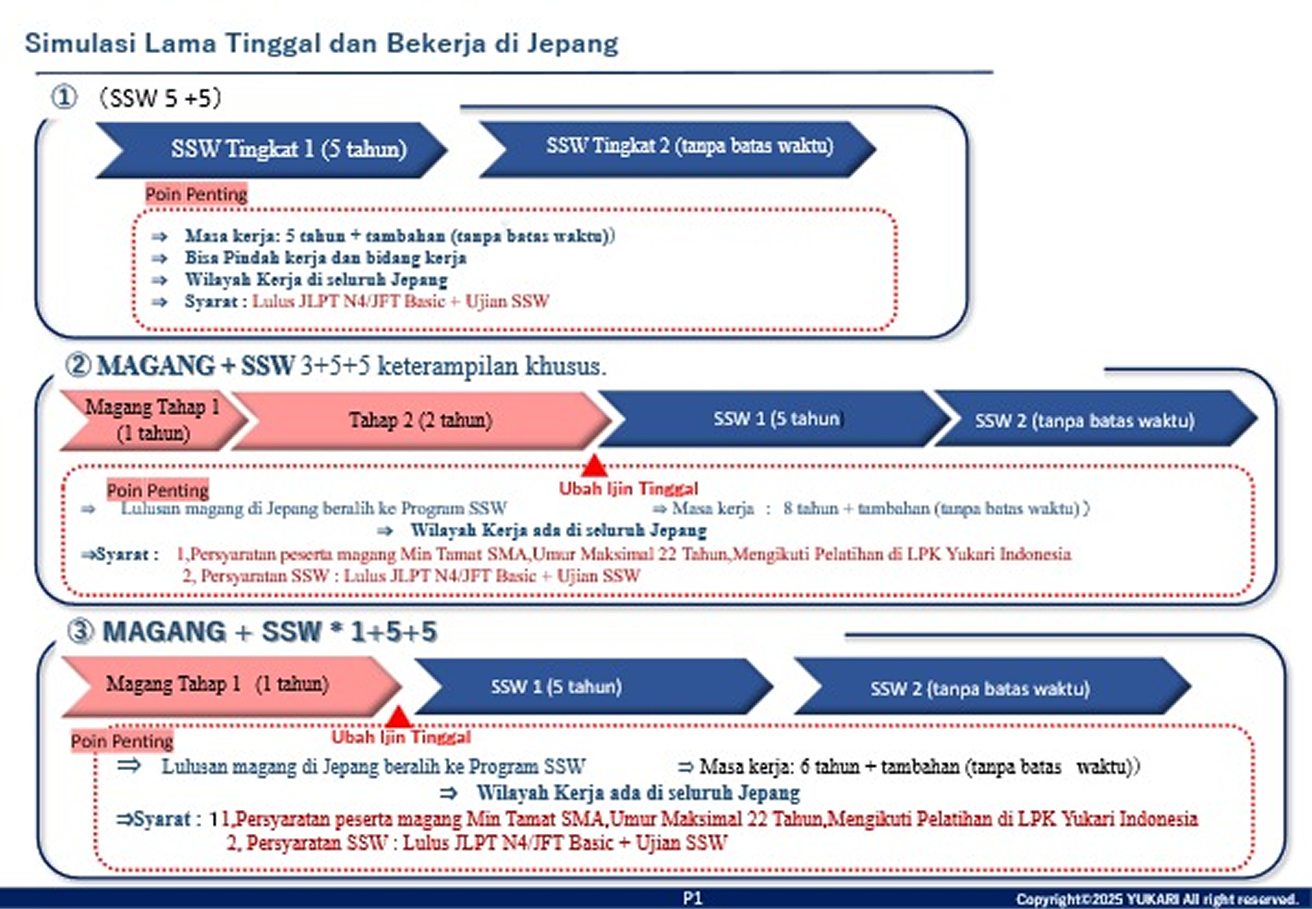 Simulasi Lama Tinggal dan Bekerja di Jepang
① （SSW 5 +5）
SSW Tingkat 1 (5 tahun)
SSW Tingkat 2 (tanpa batas waktu)
Poin Penting
⇒ Masa kerja: 5 tahun + tambahan (tanpa batas waktu)）
⇒ Bisa Pindah kerja dan bidang kerja
⇒ Wilayah Kerja di seluruh Jepang
⇒ Syarat : Lulus JLPT N4/JFT Basic + Ujian SSW
② MAGANG + SSW 3+5+5 keterampilan khusus.
Magang Tahap 1
(1 tahun)
Tahap 2 (2 tahun)
SSW 1 (5 tahun)
SSW 2 (tanpa batas waktu)
Ubah Ijin Tinggal
Poin Penting
⇒ Lulusan magang di Jepang beralih ke Program SSW
⇒ Masa kerja : 8 tahun + tambahan (tanpa batas waktu)）
⇒ Wilayah Kerja ada di seluruh Jepang
⇒Syarat : 1,Persyaratan peserta magang Min Tamat SMA,Umur Maksimal 22 Tahun,Mengikuti Pelatihan di LPK Yukari Indonesia
2, Persyaratan SSW : Lulus JLPT N4/JFT Basic + Ujian SSW
③ MAGANG + SSW * 1+5+5
Magang Tahap 1 (1 tahun)
SSW 1 (5 tahun)
SSW 2 (tanpa batas waktu)
Ubah Ijin Tinggal
Poin Penting
⇒ Lulusan magang di Jepang beralih ke Program SSW
⇒ Masa kerja: 6 tahun + tambahan (tanpa batas waktu)）
⇒ Wilayah Kerja ada di seluruh Jepang
⇒Syarat : 1 1,Persyaratan peserta magang Min Tamat SMA,Umur Maksimal 22 Tahun,Mengikuti Pelatihan di LPK Yukari Indonesia
2, Persyaratan SSW : Lulus JLPT N4/JFT Basic + Ujian SSW
P1
Copyright©2025 YUKARI All right reserved.